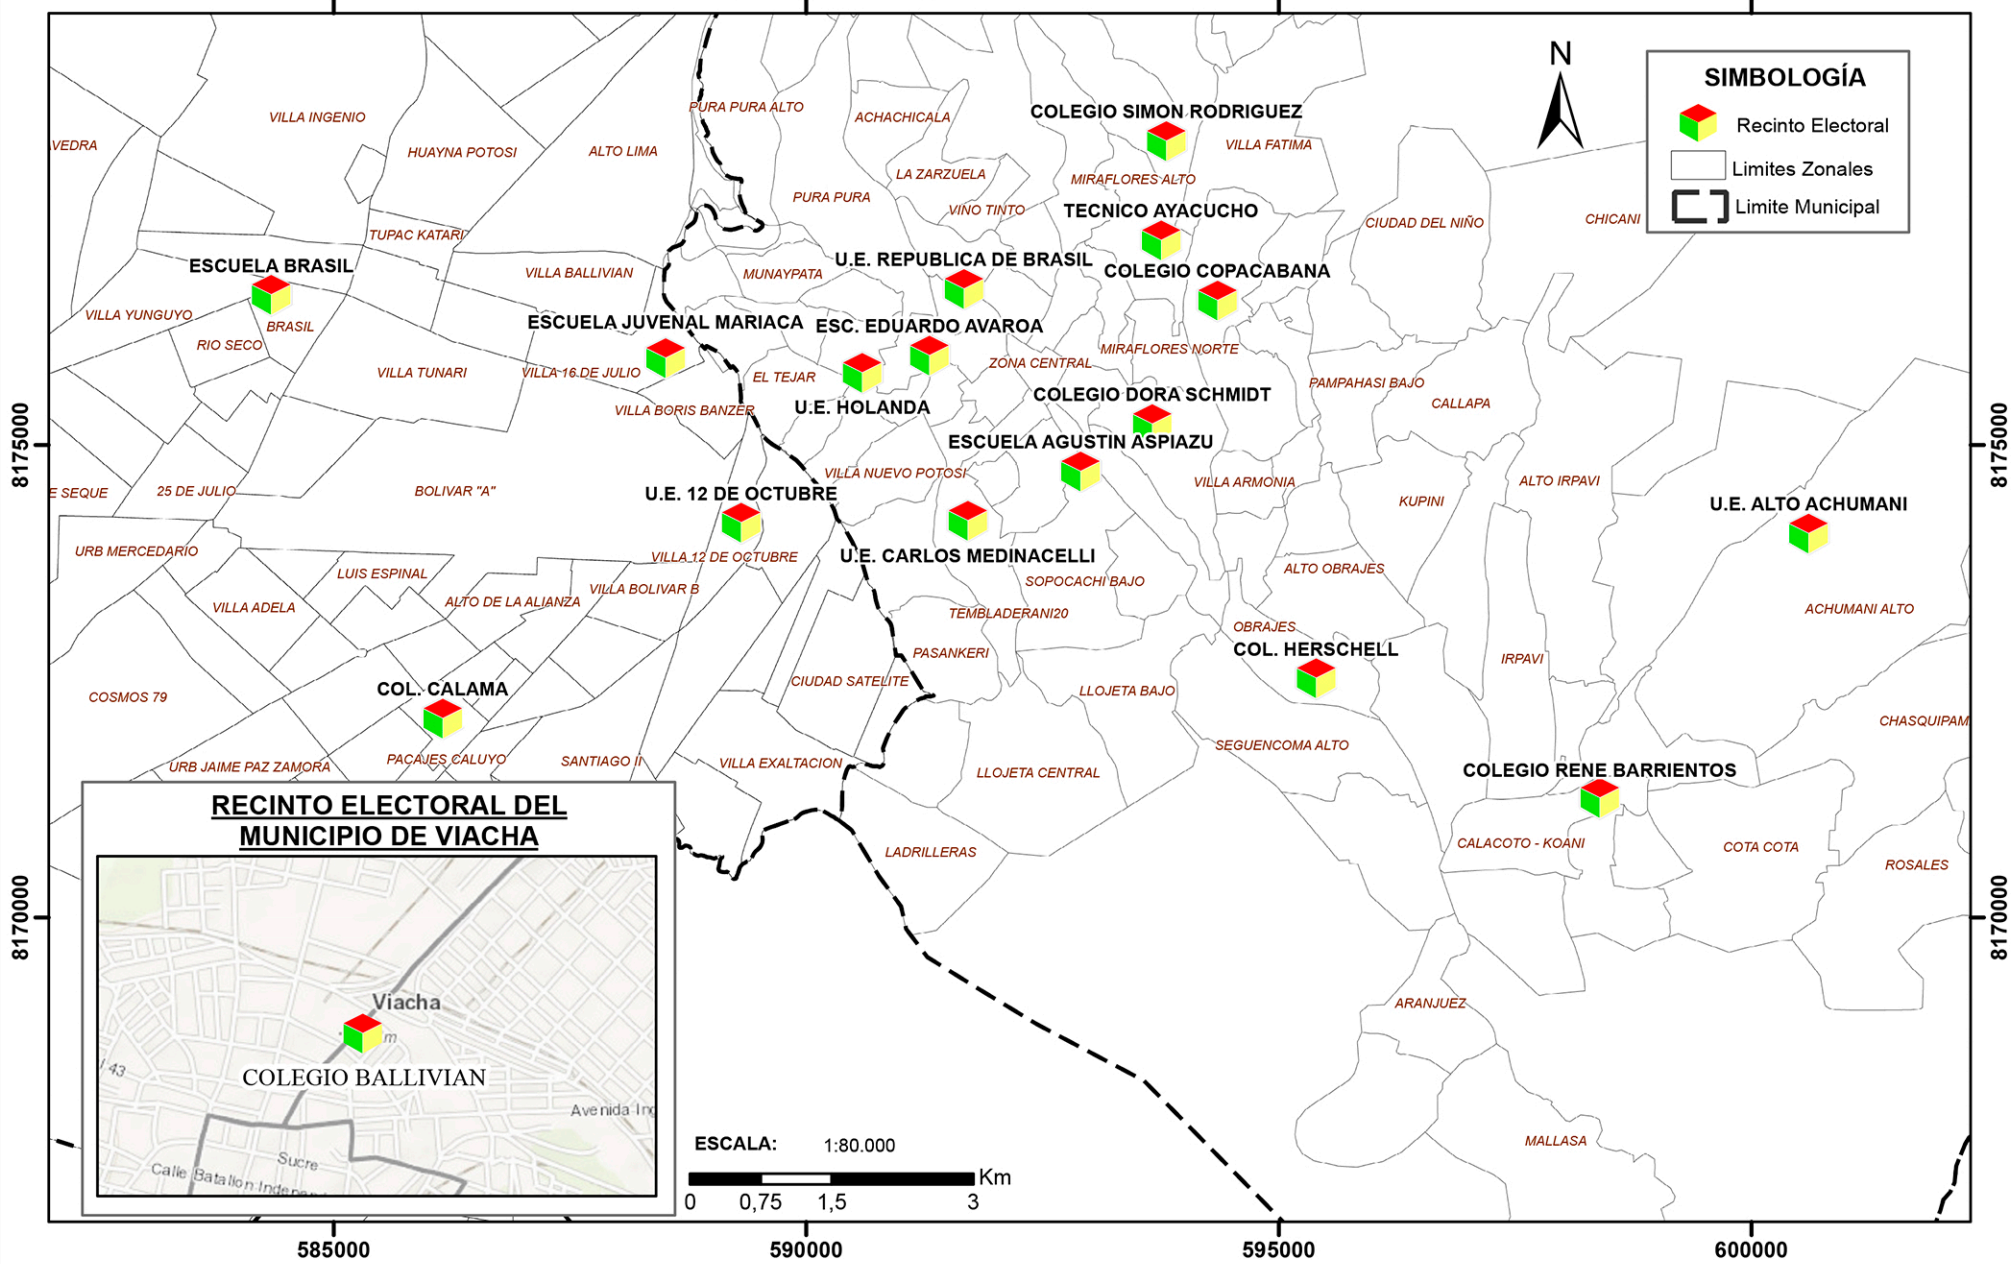 N
SIMBOLOGÍA
Recinto Electoral
Limites Zonales
Limite Municipal
PURA PURA ALTO
ACHACHICALA
COLEGIO SIMON RODRIGUEZ
VILLA INGENIO
VEDRA
HUAYNA POTOSI
ALTO LIMA
VILLA FATIMA
LA ZARZUELA
MIRAFLORES ALTO
PURA PURA
VINO TINTO
TECNICO AYACUCHO
CIUDAD DEL NIÑO
CHICANI
TUPAC KATARI
ESCUELA BRASIL
VILLA BALLIVIAN
MUNAYPATA
U.E. REPUBLICA DE BRASIL
COLEGIO COPACABANA
VILLA YUNGUYO
BRASIL
ESCUELA JUVENAL MARIACA
ESC. EDUARDO AVAROA
RIO SECO
MIRAFLORES NORTE
ZONA CENTRAL
VILLA TUNARI
VILLA 16 DE JULIO
EL TEJAR
PAMPAHASI BAJO
COLEGIO DORA SCHMIDT
CALLAPA
VILLA BORIS BANZER
U.E. HOLANDA
ESCUELA AGUSTIN ASPIAZU
8175000
8175000
VILLA NUEVO POTOSI
VILLA ARMONIA
ALTO IRPAVI
E SEQUE
25 DE JULIO
BOLIVAR "A"
U.E. 12 DE OCTUBRE
KUPINI
U.E. ALTO ACHUMANI
URB MERCEDARIO
VILLA 12 DE OCTUBRE
U.E. CARLOS MEDINACELLI
LUIS ESPINAL
SOPOCACHI BAJO
ALTO OBRAJES
VILLA ADELA
ALTO DE LA ALIANZA
VILLA BOLIVAR B
TEMBLADERANI20
ACHUMANI ALTO
OBRAJES
COL. HERSCHELL
PASANKERI
IRPAVI
CIUDAD SATELITE
COSMOS 79
COL. CALAMA
LLOJETA BAJO
CHASQUIPAM
SEGUENCOMA ALTO
URB JAIME PAZ ZAMORA
PACAJES CALUYO
SANTIAGO II
VILLA EXALTACION
LLOJETA CENTRAL
COLEGIO RENE BARRIENTOS
LADRILLERAS
CALACOTO - KOANI
COTA COTA
ROSALES
8170000
8170000
ARANJUEZ
MALLASA
RECINTO ELECTORAL DEL
MUNICIPIO DE VIACHA
Viacha
m
43
COLEGIO BALLIVIAN
Avenida Ing
Sucre
Calle Batallon Indepen
ESCALA: 1:80.000
Km
0 0,75 1,5 3
585000 590000 595000 600000